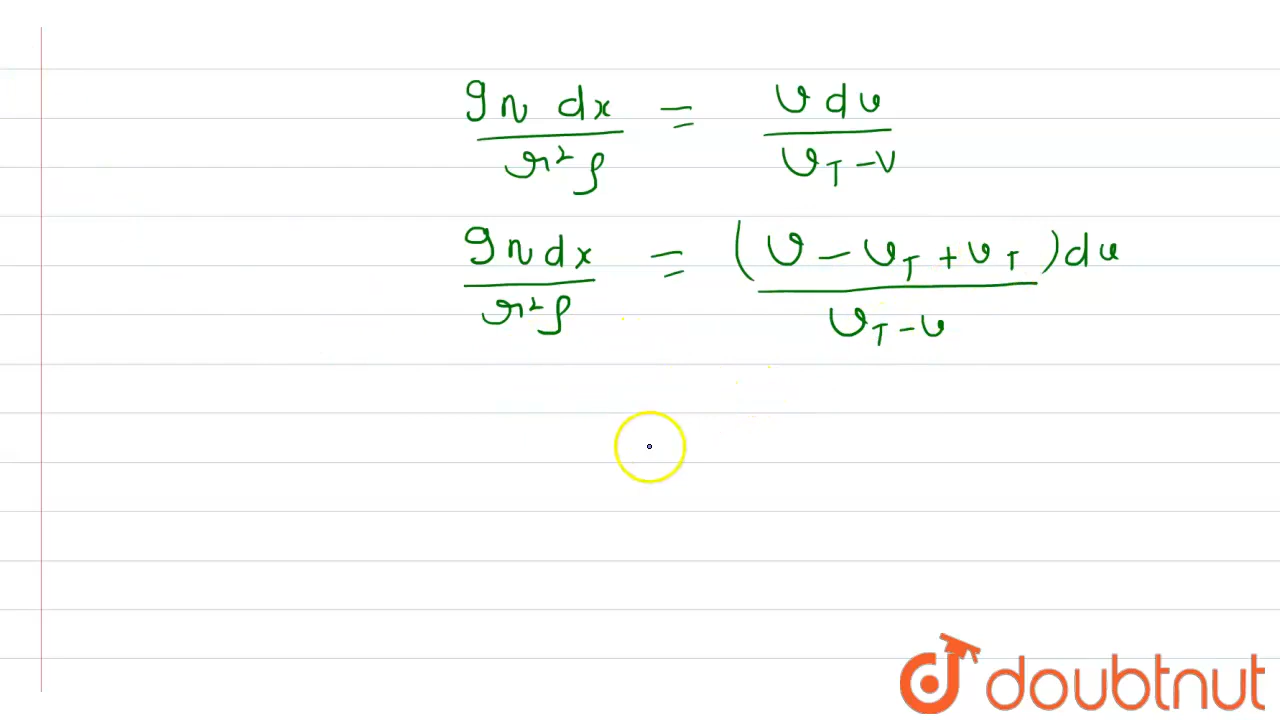 9η dx / r²ρ = v dv / v_T − v
9η dx / r²ρ = (v − v_T + v_T) dv / v_T − v
doubtnut